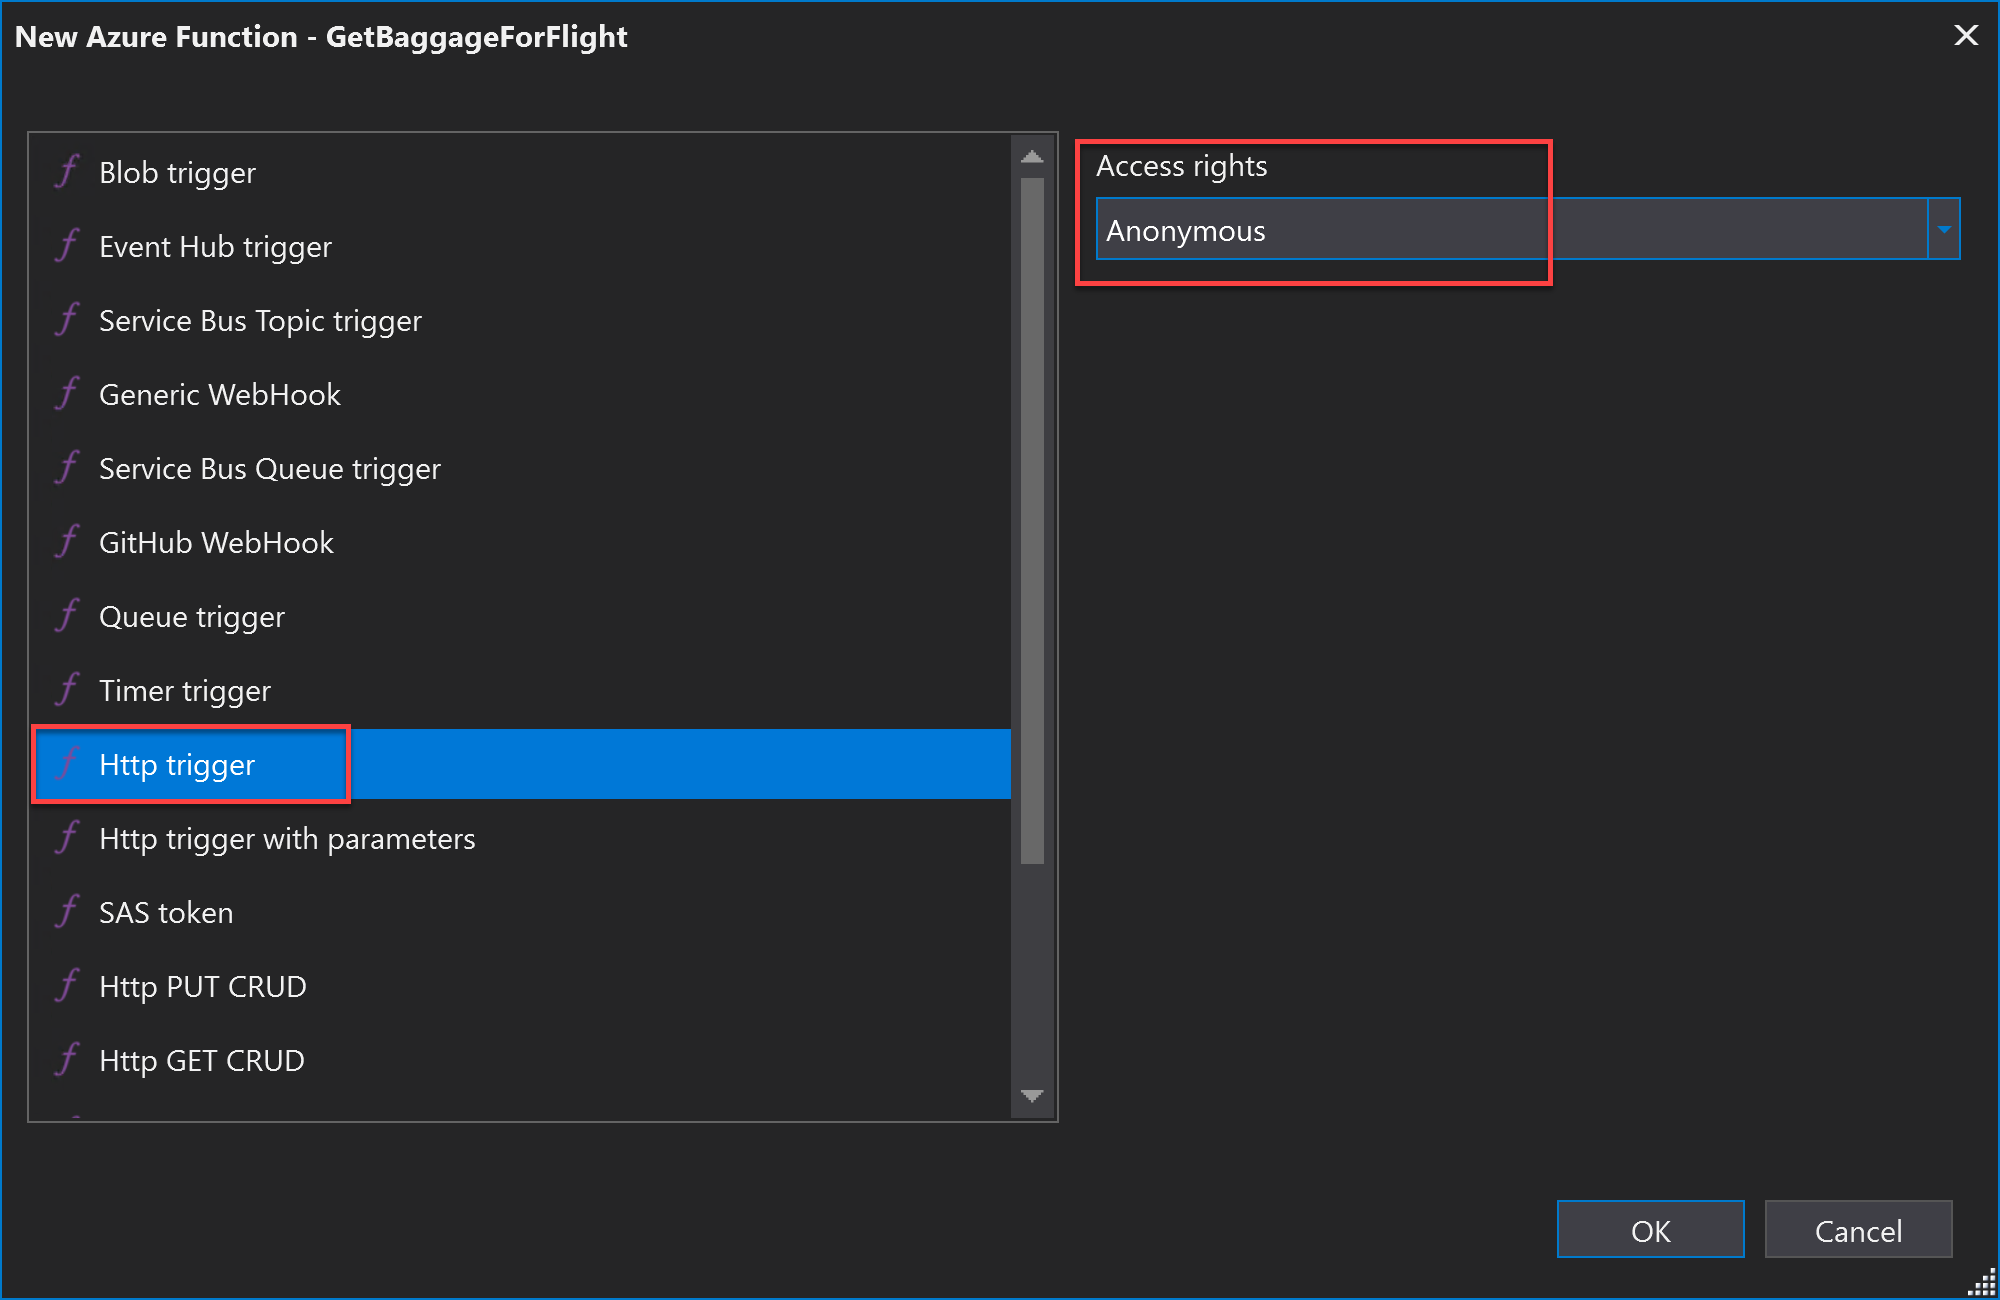 New Azure Function - GetBaggageForFlight
Blob trigger
Event Hub trigger
Service Bus Topic trigger
Generic WebHook
Service Bus Queue trigger
GitHub WebHook
Queue trigger
Timer trigger
Http trigger
Http trigger with parameters
SAS token
Http PUT CRUD
Http GET CRUD
Access rights
Anonymous
OK
Cancel